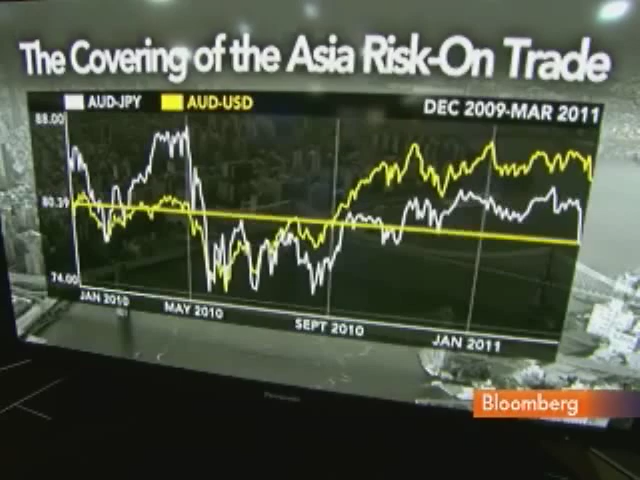 The Covering of the Asia Risk-On Trade
AUD-JPY AUD-USD DEC 2009-MAR 2011
88.00
80.39
74.00
JAN 2010 MAY 2010 SEPT 2010 JAN 2011
Panasonic
Bloomberg